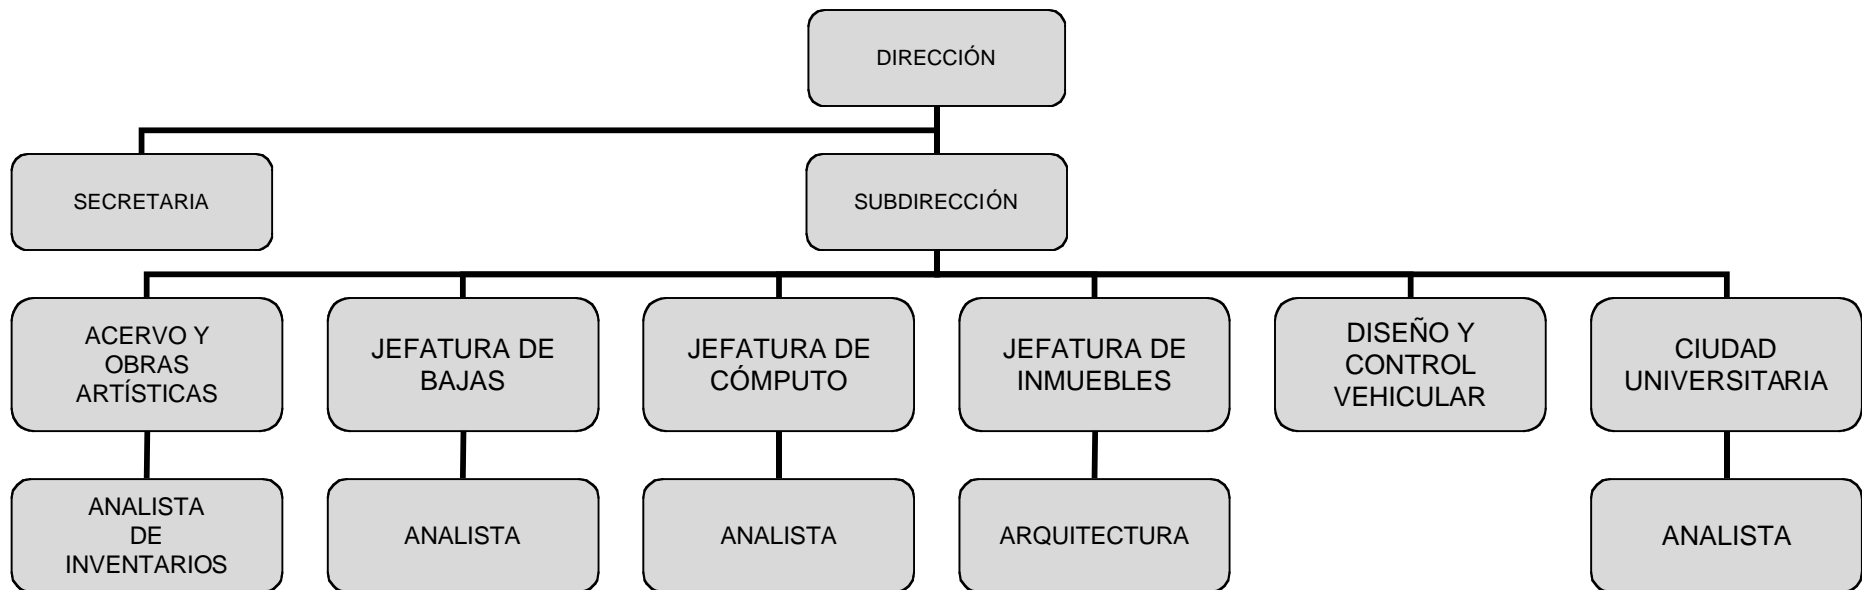 DIRECCIÓN
SECRETARIA
SUBDIRECCIÓN
ACERVO Y
OBRAS
ARTÍSTICAS
JEFATURA DE
BAJAS
JEFATURA DE
CÓMPUTO
JEFATURA DE
INMUEBLES
DISEÑO Y
CONTROL
VEHICULAR
CIUDAD
UNIVERSITARIA
ANALISTA
DE
INVENTARIOS
ANALISTA
ANALISTA
ARQUITECTURA
ANALISTA